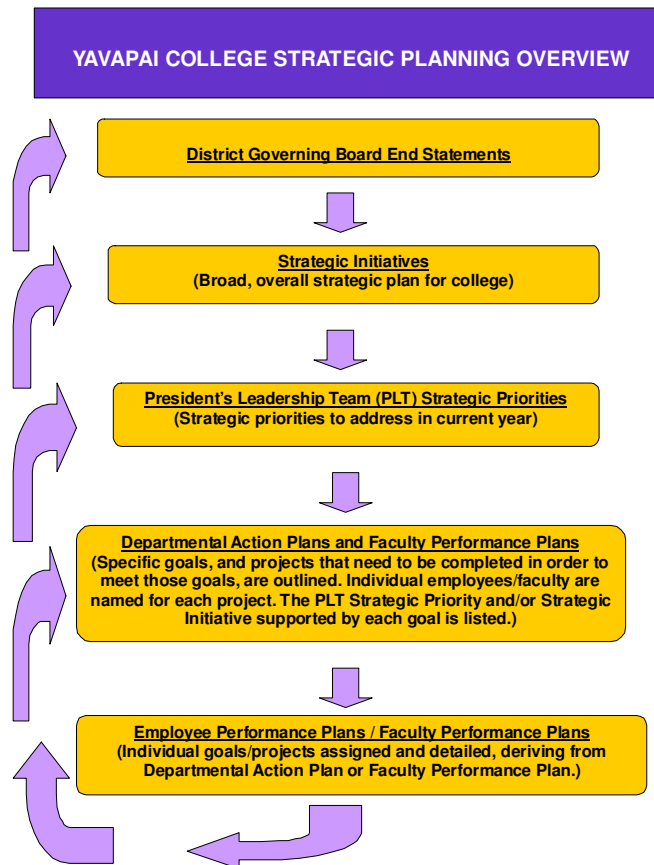 YAVAPAI COLLEGE STRATEGIC PLANNING OVERVIEW
District Governing Board End Statements
Strategic Initiatives
(Broad, overall strategic plan for college)
President's Leadership Team (PLT) Strategic Priorities
(Strategic priorities to address in current year)
Departmental Action Plans and Faculty Performance Plans
(Specific goals, and projects that need to be completed in order to
meet those goals, are outlined. Individual employees/faculty are
named for each project. The PLT Strategic Priority and/or Strategic
Initiative supported by each goal is listed.)
Employee Performance Plans / Faculty Performance Plans
(Individual goals/projects assigned and detailed, deriving from
Departmental Action Plan or Faculty Performance Plan.)